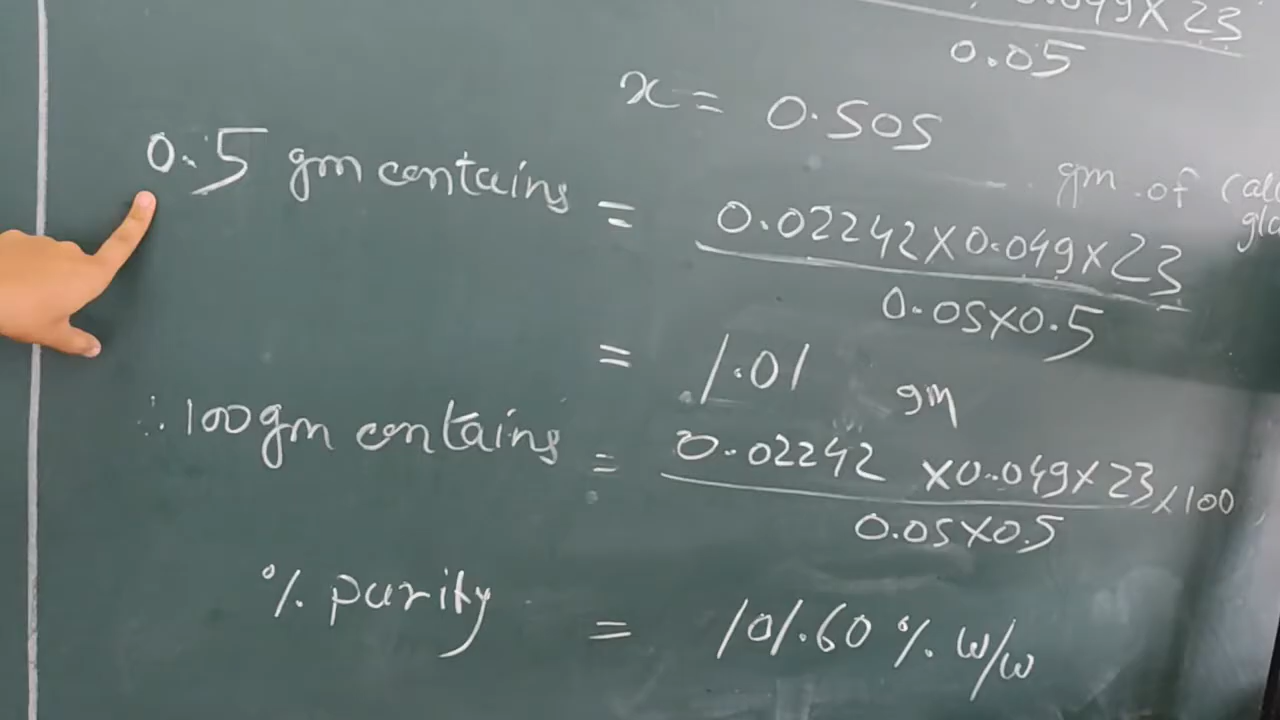 0.049 X 23
0.05
x = 0.505
0.5 gm contains = 0.02242 X 0.049 X 23
gm of
0.05 X 0.5
= 1.01 gm
∴ 100 gm contains = 0.02242 X 0.049 X 23 X 100
0.05 X 0.5
% purity = 101.60 % w/w